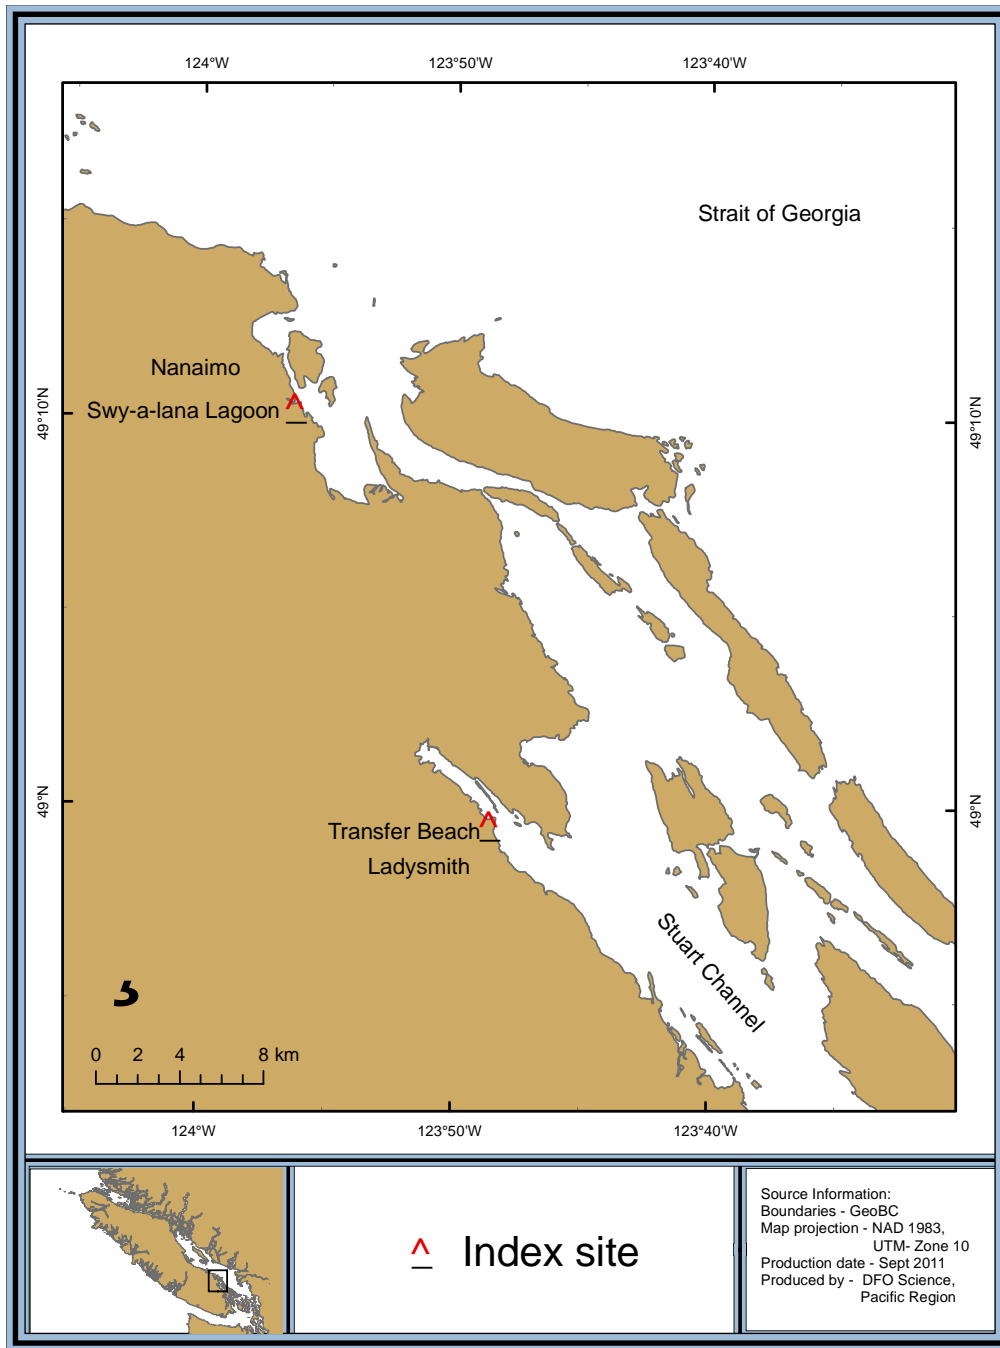 124°W 123°50'W 123°40'W
Strait of Georgia
Nanaimo
Swy-a-lana Lagoon
49°10'N 49°10'N
49°N 49°N
Transfer Beach
Ladysmith
Stuart Channel
0 2 4 8 km
124°W 123°50'W 123°40'W
Index site
Source Information:
Boundaries - GeoBC
Map projection - NAD 1983,
UTM- Zone 10
Production date - Sept 2011
Produced by - DFO Science,
Pacific Region